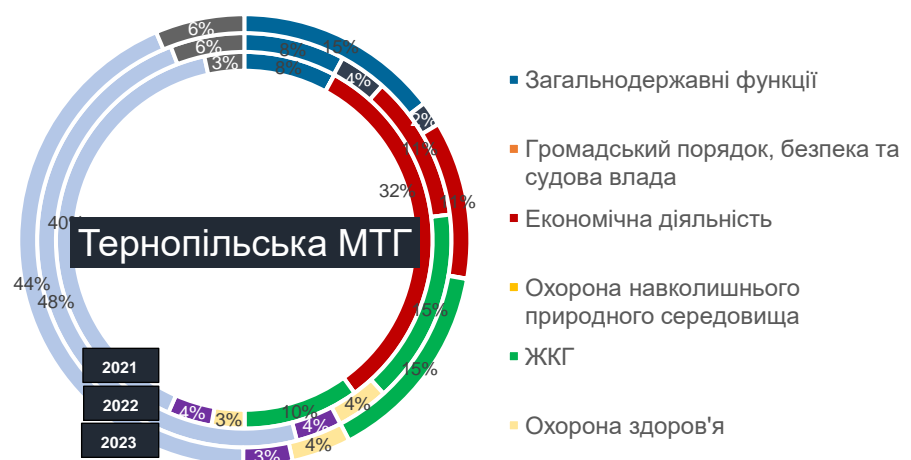 6%
6%
3%
8%
15%
8%
4%
2%
11%
11%
32%
40%
Тернопільська МТГ
44%
48%
15%
15%
2021
2022
2023
4%
3%
10%
4%
4%
4%
3%
Загальнодержавні функції
Громадський порядок, безпека та
судова влада
Економічна діяльність
Охорона навколишнього
природного середовища
ЖКГ
Охорона здоров'я